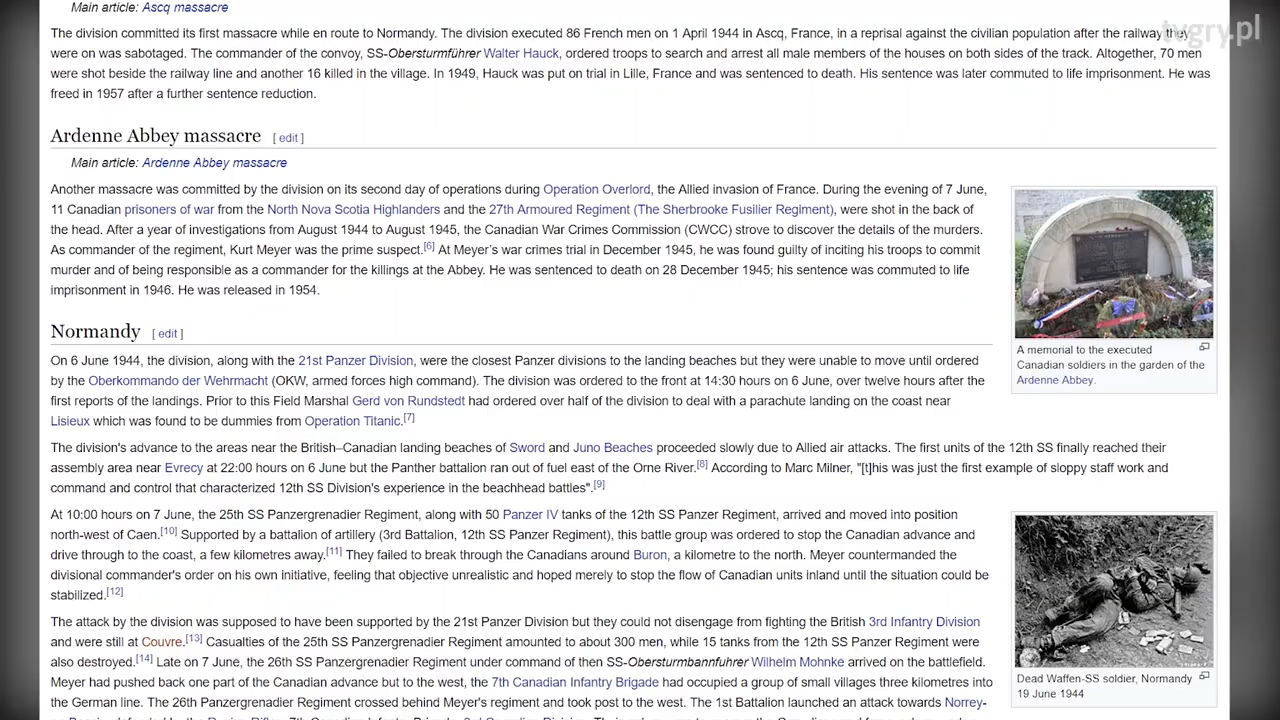 Main article: Ascq massacre
tvgry.pl
The division committed its first massacre while en route to Normandy. The division executed 86 French men on 1 April 1944 in Ascq, France, in a reprisal against the civilian population after the railway they
were on was sabotaged. The commander of the convoy, SS-Obersturmführer Walter Hauck, ordered troops to search and arrest all male members of the houses on both sides of the track. Altogether, 70 men
were shot beside the railway line and another 16 killed in the village. In 1949, Hauck was put on trial in Lille, France and was sentenced to death. His sentence was later commuted to life imprisonment. He was
freed in 1957 after a further sentence reduction.
Ardenne Abbey massacre [ edit ]
Main article: Ardenne Abbey massacre
Another massacre was committed by the division on its second day of operations during Operation Overlord, the Allied invasion of France. During the evening of 7 June,
11 Canadian prisoners of war from the North Nova Scotia Highlanders and the 27th Armoured Regiment (The Sherbrooke Fusilier Regiment), were shot in the back of
the head. After a year of investigations from August 1944 to August 1945, the Canadian War Crimes Commission (CWCC) strove to discover the details of the murders.
As commander of the regiment, Kurt Meyer was the prime suspect.[6] At Meyer's war crimes trial in December 1945, he was found guilty of inciting his troops to commit
murder and of being responsible as a commander for the killings at the Abbey. He was sentenced to death on 28 December 1945; his sentence was commuted to life
imprisonment in 1946. He was released in 1954.
A memorial to the executed
Canadian soldiers in the garden of the
Ardenne Abbey.
Normandy [ edit ]
On 6 June 1944, the division, along with the 21st Panzer Division, were the closest Panzer divisions to the landing beaches but they were unable to move until ordered
by the Oberkommando der Wehrmacht (OKW, armed forces high command). The division was ordered to the front at 14:30 hours on 6 June, over twelve hours after the
first reports of the landings. Prior to this Field Marshal Gerd von Rundstedt had ordered over half of the division to deal with a parachute landing on the coast near
Lisieux which was found to be dummies from Operation Titanic.[7]
The division's advance to the areas near the British–Canadian landing beaches of Sword and Juno Beaches proceeded slowly due to Allied air attacks. The first units of the 12th SS finally reached their
assembly area near Evrecy at 22:00 hours on 6 June but the Panther battalion ran out of fuel east of the Orne River.[8] According to Marc Milner, "[t]his was just the first example of sloppy staff work and
command and control that characterized 12th SS Division's experience in the beachhead battles".[9]
At 10:00 hours on 7 June, the 25th SS Panzergrenadier Regiment, along with 50 Panzer IV tanks of the 12th SS Panzer Regiment, arrived and moved into position
north-west of Caen.[10] Supported by a battalion of artillery (3rd Battalion, 12th SS Panzer Regiment), this battle group was ordered to stop the Canadian advance and
drive through to the coast, a few kilometres away.[11] They failed to break through the Canadians around Buron, a kilometre to the north. Meyer countermanded the
divisional commander's order on his own initiative, feeling that objective unrealistic and hoped merely to stop the flow of Canadian units inland until the situation could be
stabilized.[12]
The attack by the division was supposed to have been supported by the 21st Panzer Division but they could not disengage from fighting the British 3rd Infantry Division
and were still at Couvre.[13] Casualties of the 25th SS Panzergrenadier Regiment amounted to about 300 men, while 15 tanks from the 12th SS Panzer Regiment were
also destroyed.[14] Late on 7 June, the 26th SS Panzergrenadier Regiment under command of then SS-Obersturmbannfuhrer Wilhelm Mohnke arrived on the battlefield.
Meyer had pushed back one part of the Canadian advance but to the west, the 7th Canadian Infantry Brigade had occupied a group of small villages three kilometres into
the German line. The 26th Panzergrenadier Regiment crossed behind Meyer's regiment and took post to the west. The 1st Battalion launched an attack towards Norrey-
Dead Waffen-SS soldier, Normandy
19 June 1944